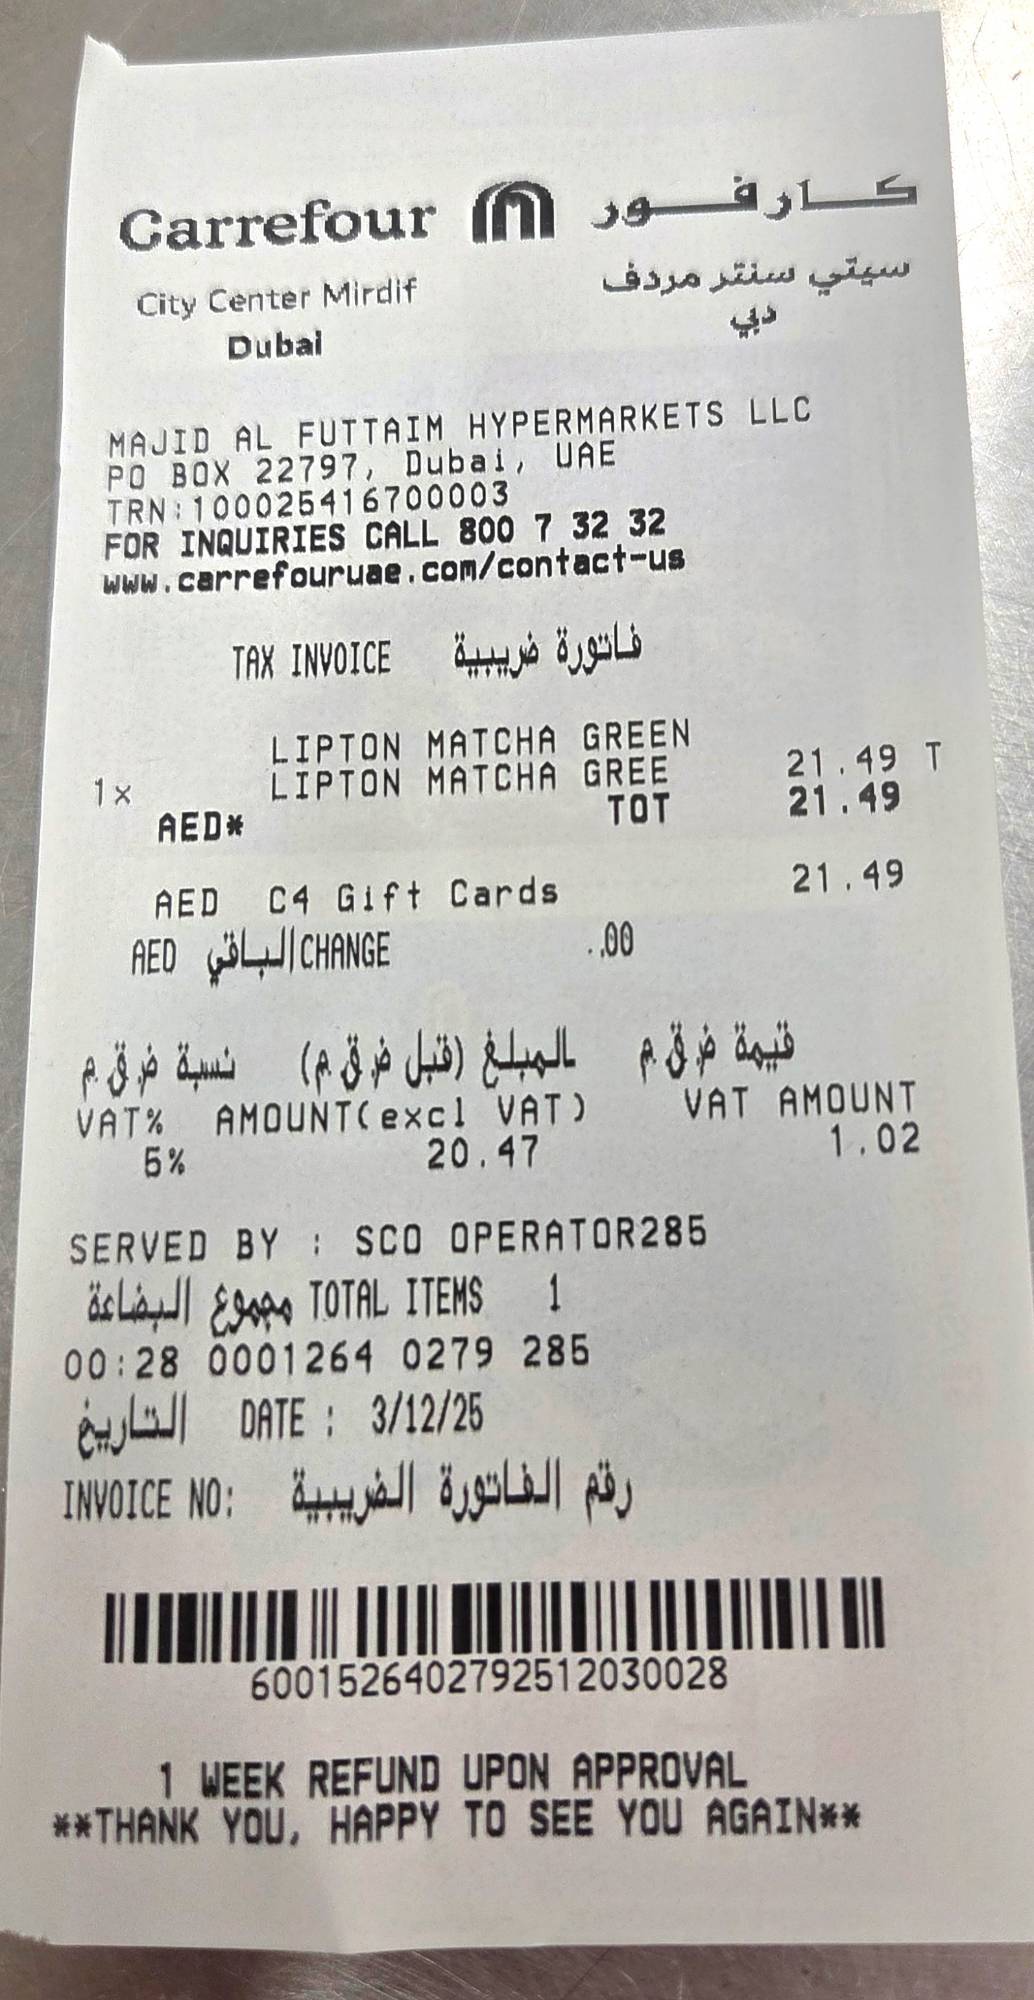 Carrefour كارفور
City Center Mirdif سيتي سنتر مردف
Dubai دبي
MAJID AL FUTTAIM HYPERMARKETS LLC
PO BOX 22797, Dubai, UAE
TRN:100025416700003
FOR INQUIRIES CALL 800 7 32 32
www.carrefouruae.com/contact-us
TAX INVOICE فاتورة ضريبية
LIPTON MATCHA GREEN
1x LIPTON MATCHA GREE 21.49 T
AED* TOT 21.49
AED C4 Gift Cards 21.49
AED الباقي|CHANGE ..00
نسبة ض ق م المبلغ (قبل ض ق م) قيمة ض ق م
VAT% AMOUNT(excl VAT) VAT AMOUNT
5% 20.47 1.02
SERVED BY : SCO OPERATOR285
مجموع البضاعة TOTAL ITEMS 1
00:28 0001264 0279 285
التاريخ DATE : 3/12/25
INVOICE NO: رقم الفاتورة الضريبية
6001526402792512030028
1 WEEK REFUND UPON APPROVAL
**THANK YOU, HAPPY TO SEE YOU AGAIN**